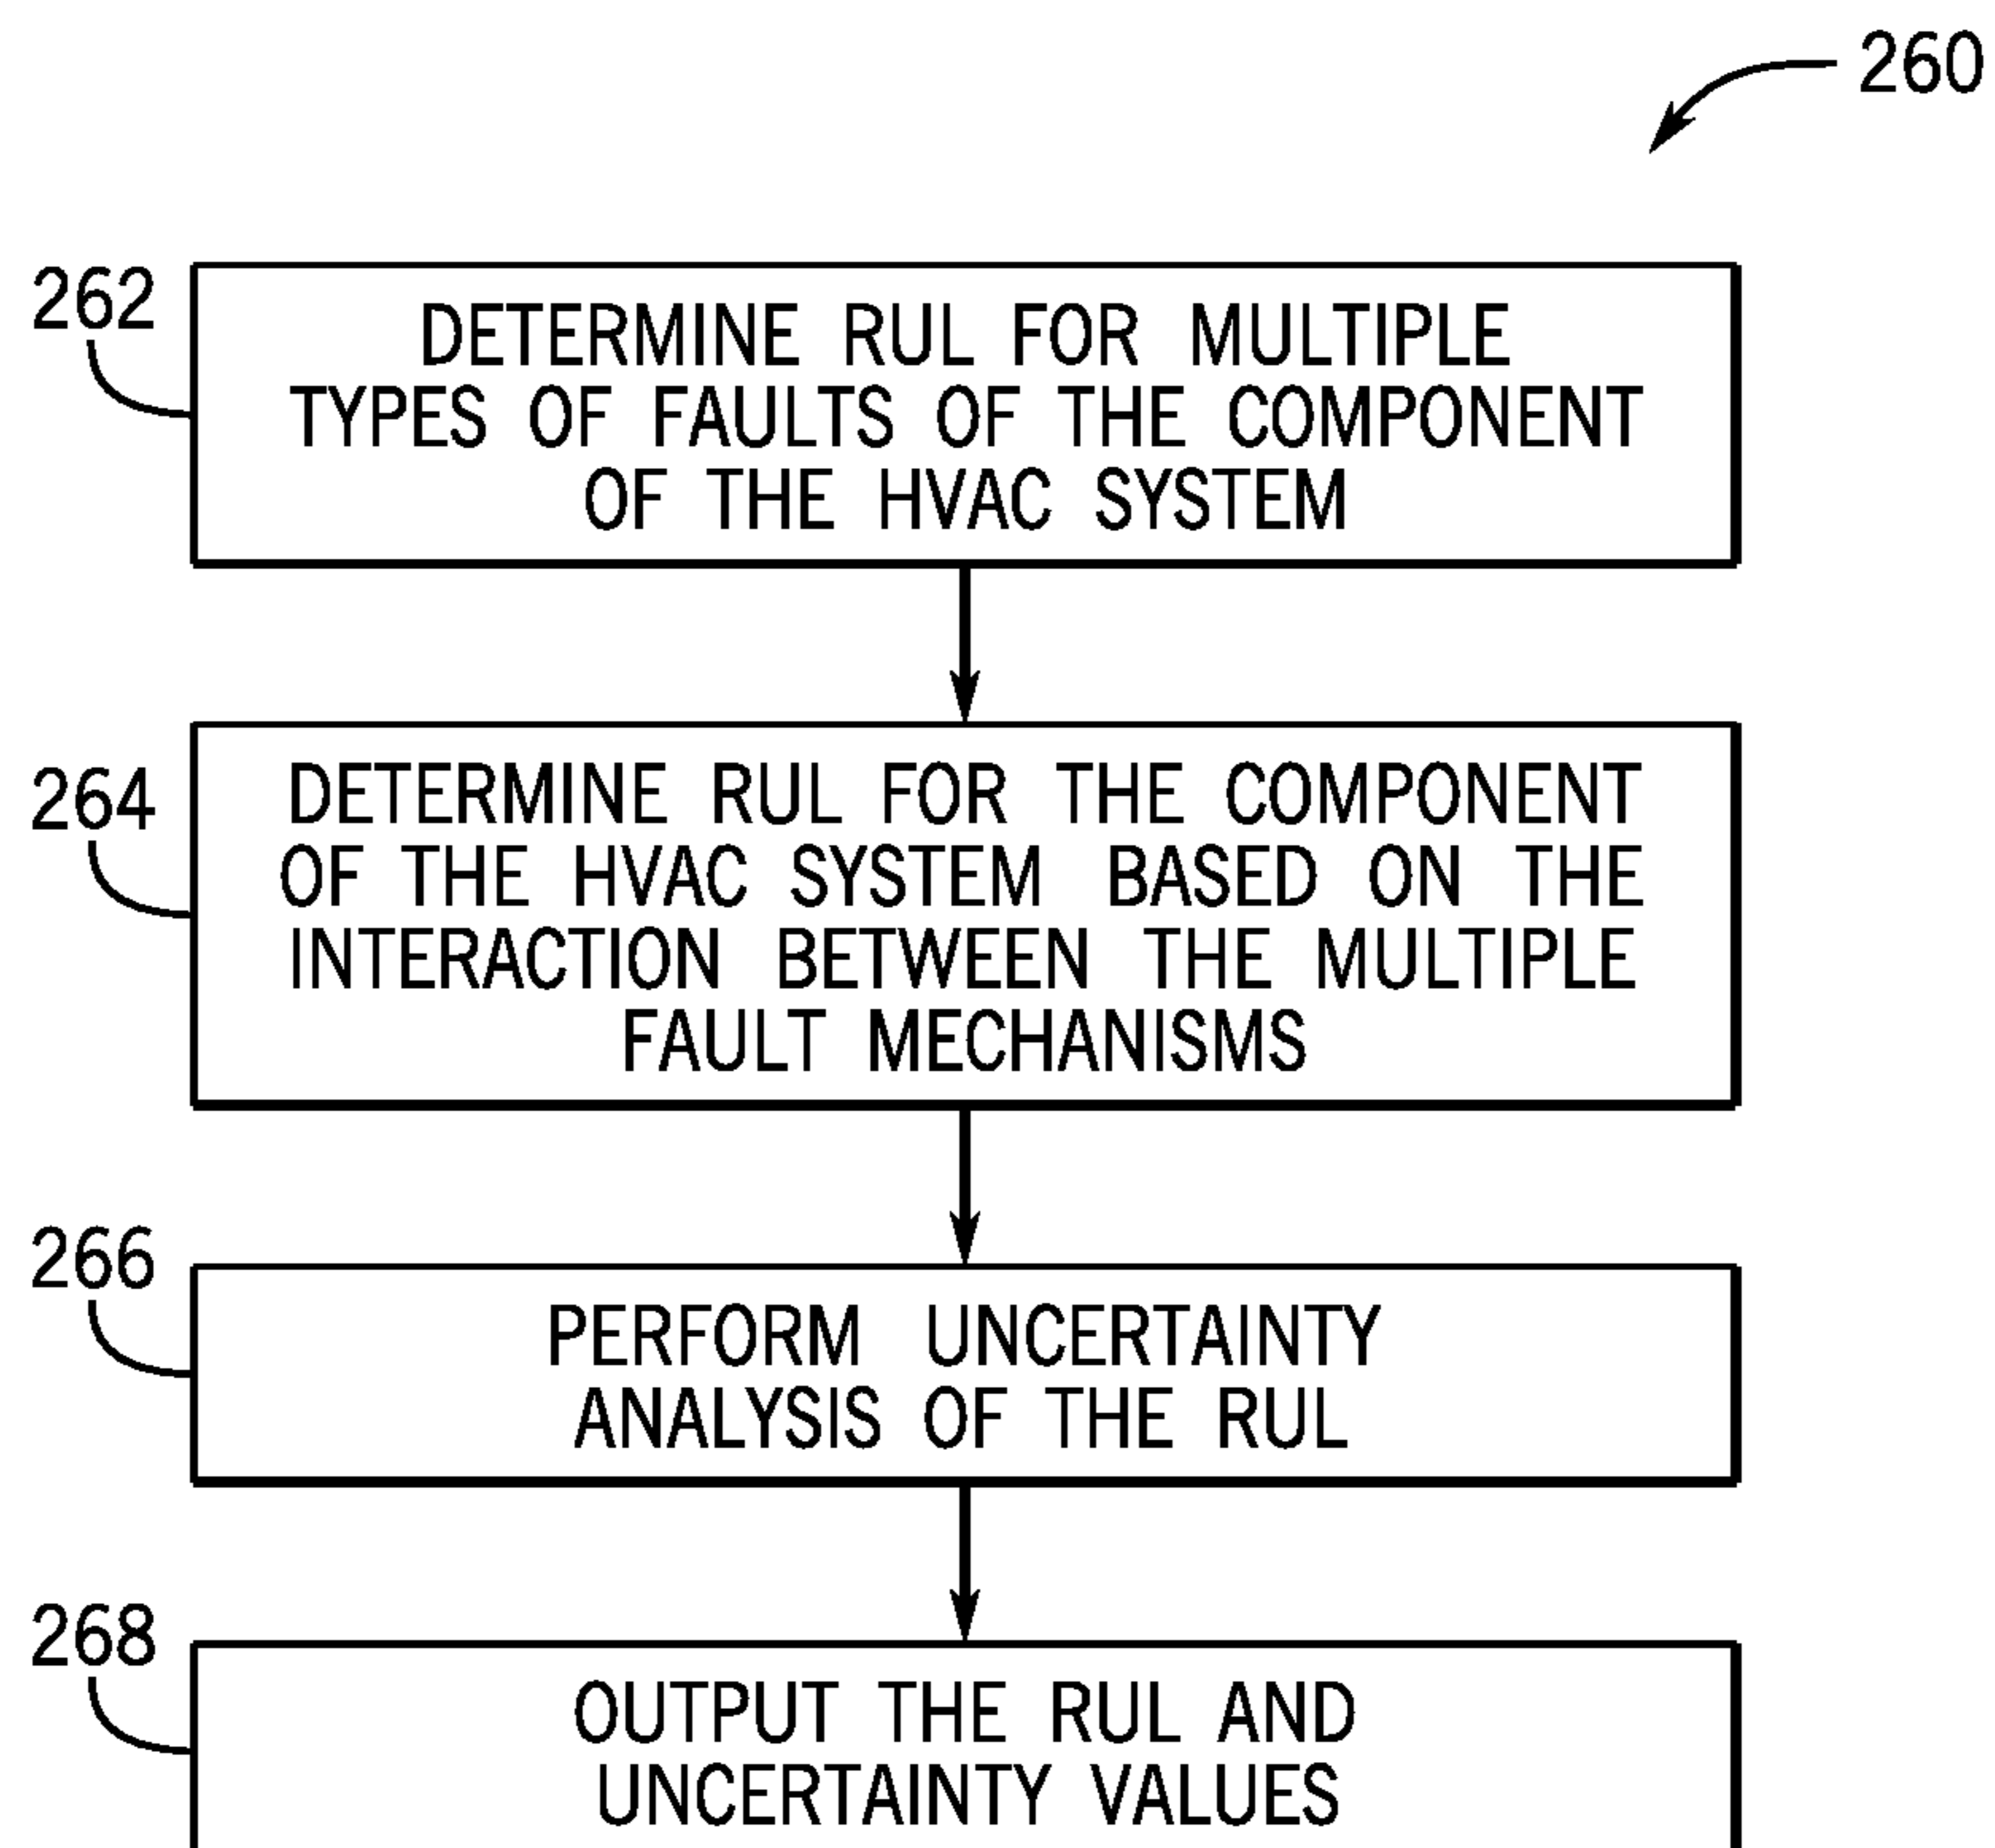 260
262
DETERMINE RUL FOR MULTIPLE
TYPES OF FAULTS OF THE COMPONENT
OF THE HVAC SYSTEM
264
DETERMINE RUL FOR THE COMPONENT
OF THE HVAC SYSTEM BASED ON THE
INTERACTION BETWEEN THE MULTIPLE
FAULT MECHANISMS
266
PERFORM UNCERTAINTY
ANALYSIS OF THE RUL
268
OUTPUT THE RUL AND
UNCERTAINTY VALUES